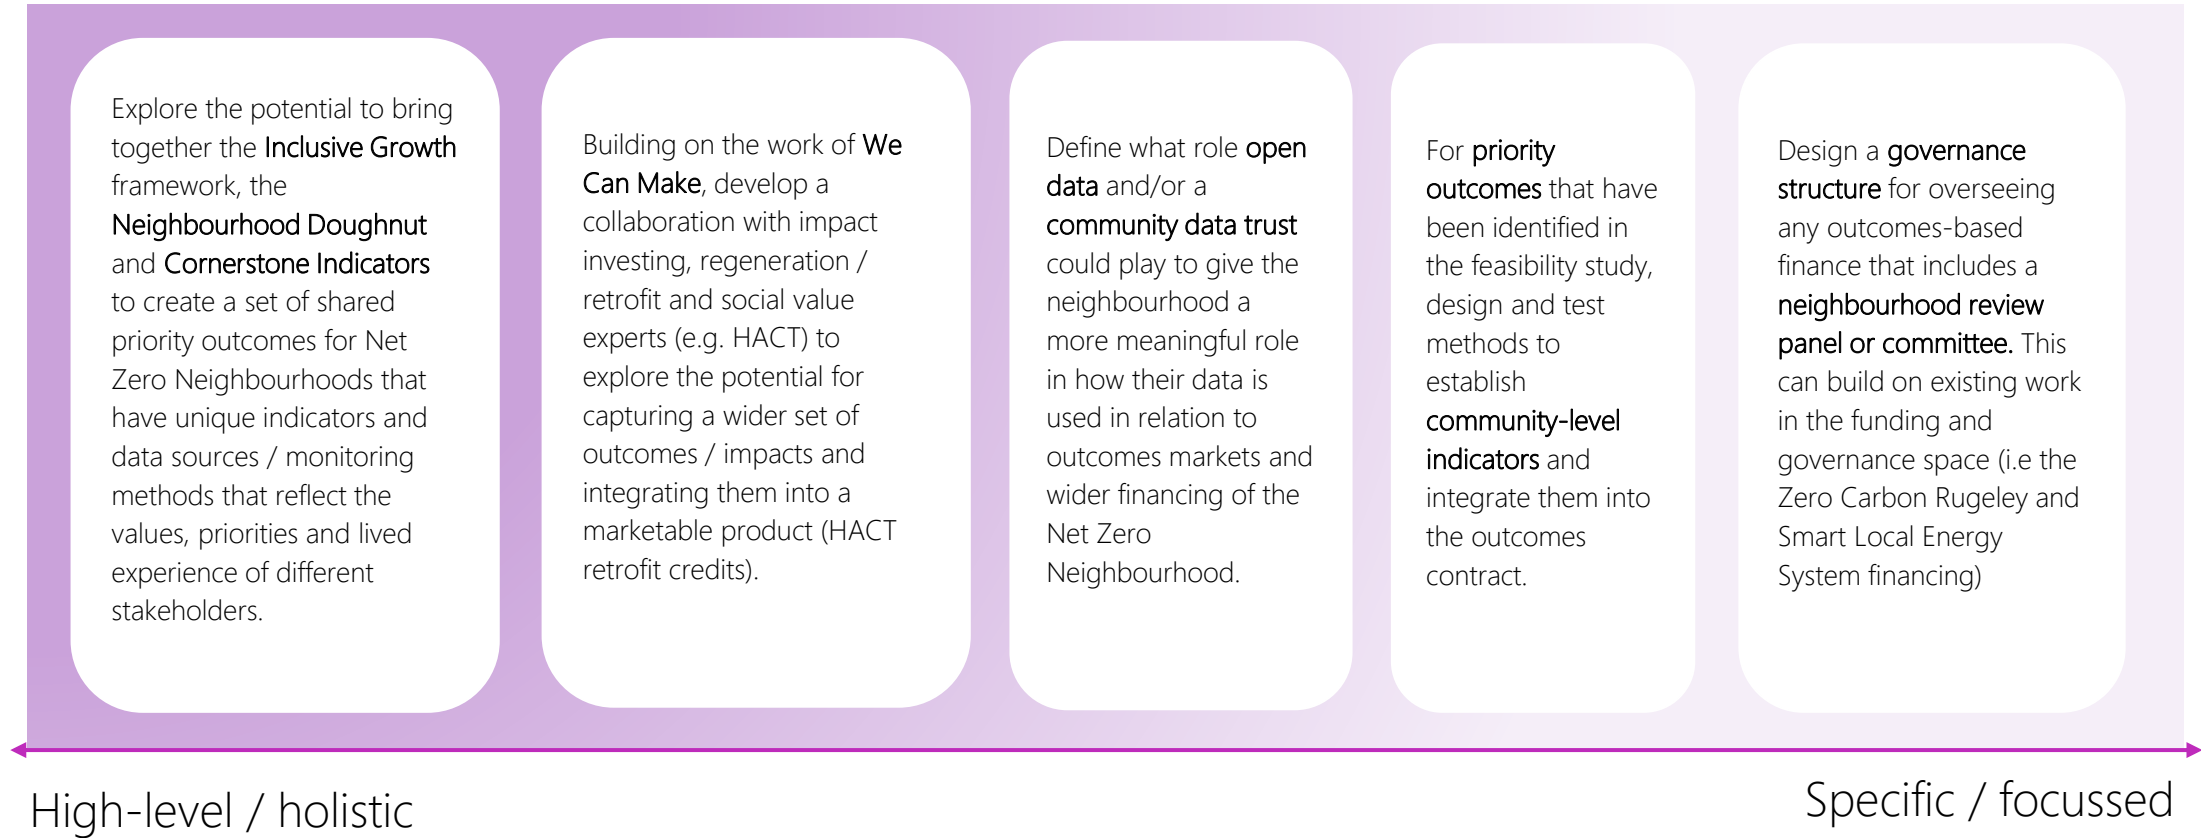 Explore the potential to bring
together the Inclusive Growth
framework, the
Neighbourhood Doughnut
and Cornerstone Indicators
to create a set of shared
priority outcomes for Net
Zero Neighbourhoods that
have unique indicators and
data sources / monitoring
methods that reflect the
values, priorities and lived
experience of different
stakeholders.
Building on the work of We
Can Make, develop a
collaboration with impact
investing, regeneration /
retrofit and social value
experts (e.g. HACT) to
explore the potential for
capturing a wider set of
outcomes / impacts and
integrating them into a
marketable product (HACT
retrofit credits).
Define what role open
data and/or a
community data trust
could play to give the
neighbourhood a
more meaningful role
in how their data is
used in relation to
outcomes markets and
wider financing of the
Net Zero
Neighbourhood.
For priority
outcomes that have
been identified in
the feasibility study,
design and test
methods to
establish
community-level
indicators and
integrate them into
the outcomes
contract.
Design a governance
structure for overseeing
any outcomes-based
finance that includes a
neighbourhood review
panel or committee. This
can build on existing work
in the funding and
governance space (i.e the
Zero Carbon Rugeley and
Smart Local Energy
System financing)
High-level / holistic
Specific / focussed